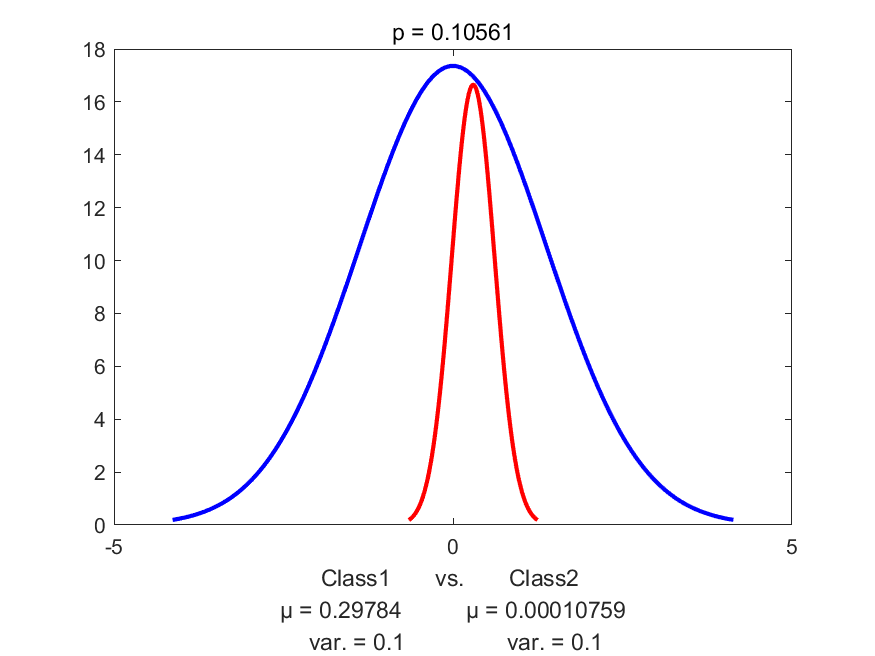 p = 0.10561
18
16
14
12
10
8
6
4
2
0
-5 0 5
Class1 vs. Class2
μ = 0.29784 μ = 0.00010759
var. = 0.1 var. = 0.1